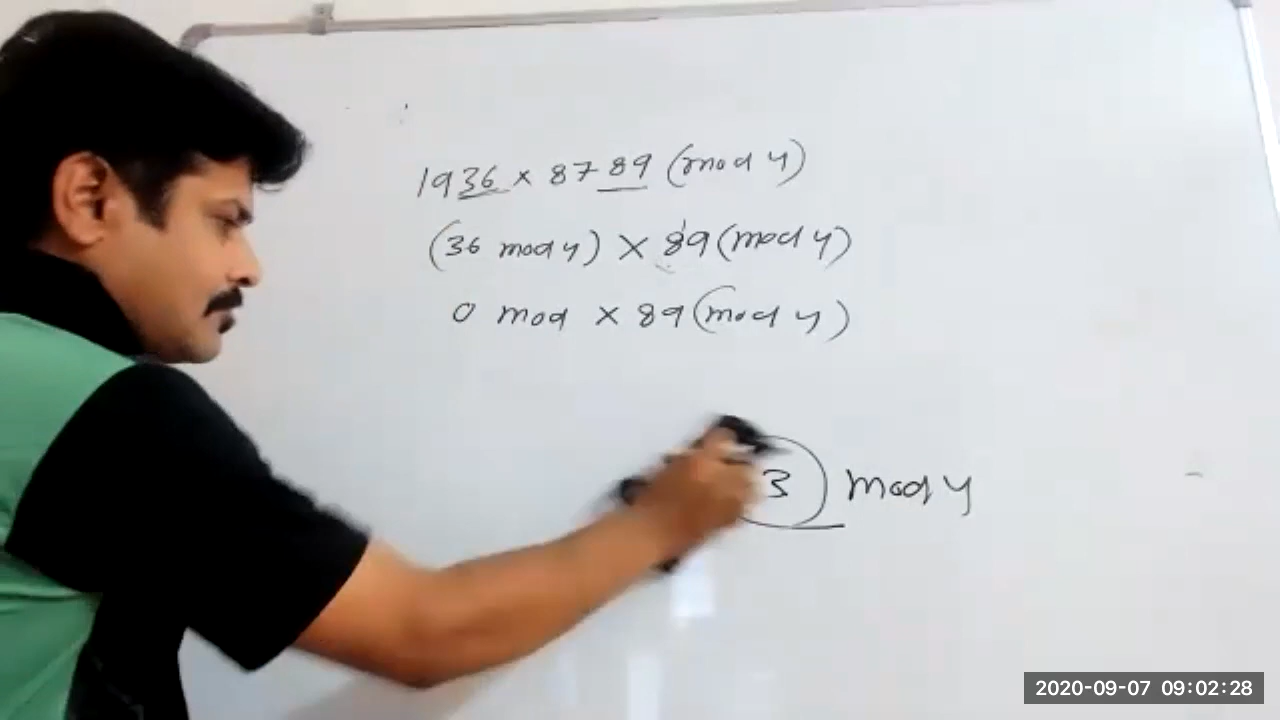 1936 × 8789 (mod 4)
(36 mod 4) × 89 (mod 4)
0 mod × 89 (mod 4)
3 mod 4
2020-09-07 09:02:28